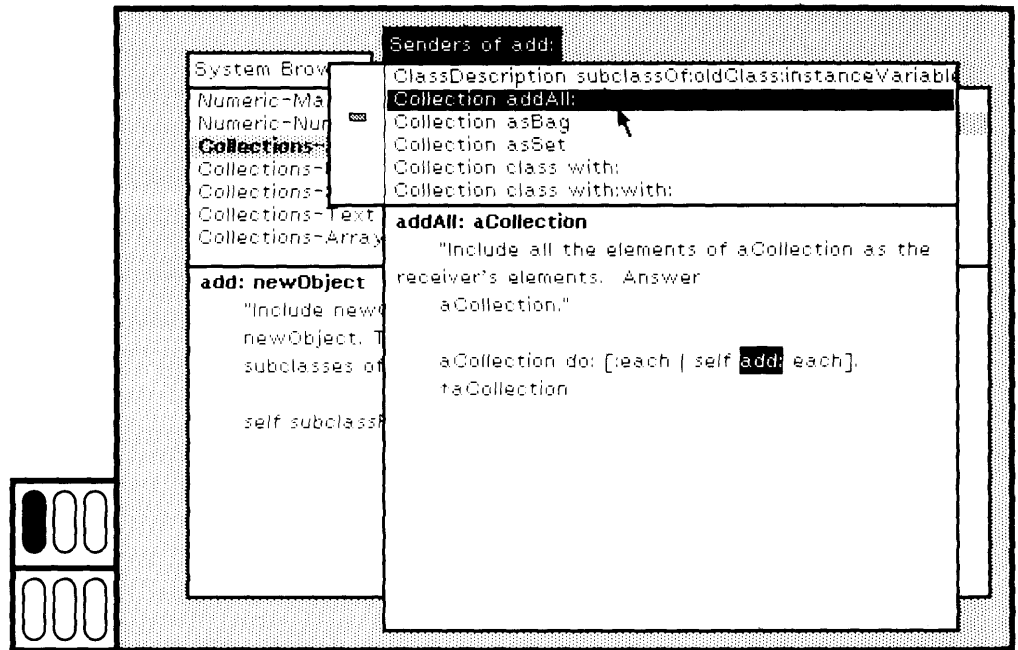 Senders of add:
System Brow
ClassDescription subclassOf:oldClass:instanceVariable
Collection addAll:
Collection asBag
Collection asSet
Collection class with:
Collection class with:with:
Numeric-Ma
Numeric-Nu
Collections-
Collections-
Collections-
Collections-Text
Collections-Array
addAll: aCollection
"Include all the elements of aCollection as the
receiver's elements. Answer
aCollection."
aCollection do: [:each | self add: each].
↑aCollection
add: newObject
"Include new
newObject. T
subclasses of
self subclass